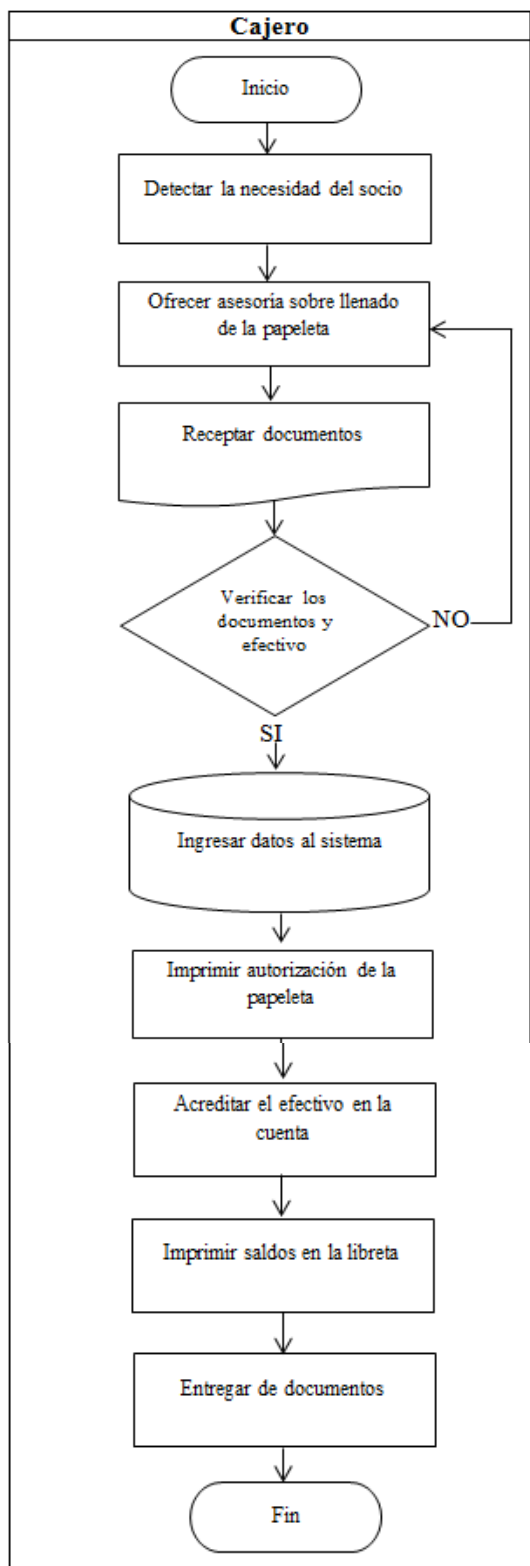 Cajero
Inicio
Detectar la necesidad del socio
Ofrecer asesoria sobre llenado
de la papeleta
Receptar documentos
Verificar los
documentos y
efectivo
NO
SI
Ingresar datos al sistema
Imprimir autorización de la
papeleta
Acreditar el efectivo en la
cuenta
Imprimir saldos en la libreta
Entregar de documentos
Fin